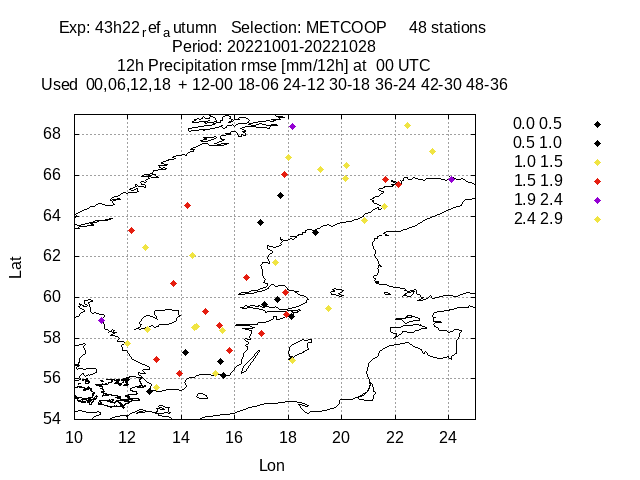 Exp: 43h22refautumn Selection: METCOOP 48 stations
Period: 20221001-20221028
12h Precipitation rmse [mm/12h] at 00 UTC
Used 00,06,12,18 + 12-00 18-06 24-12 30-18 36-24 42-30 48-36
0.0 0.5
0.5 1.0
1.0 1.5
1.5 1.9
1.9 2.4
2.4 2.9
68
66
64
62
60
58
56
54
Lat
10 12 14 16 18 20 22 24
Lon